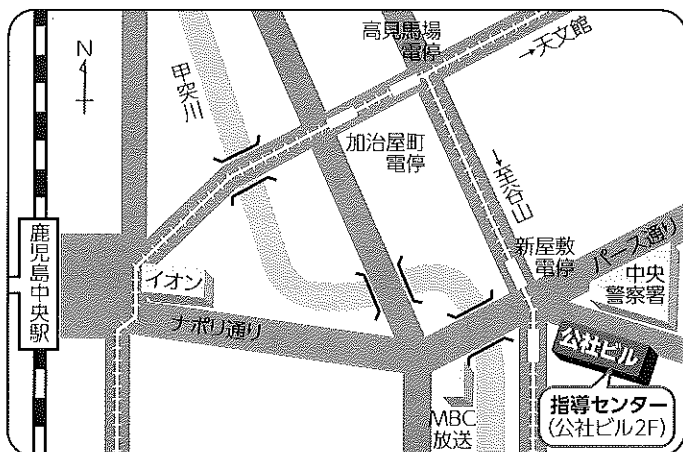 高見馬場
電停
→天文館
N
甲突川
加治屋町
電停
→至谷山
鹿児島中央駅
イオン
新屋敷
電停
パース通り
中央
警察署
ナポリ通り
公社ビル
MBC
放送
指導センター
(公社ビル2F)